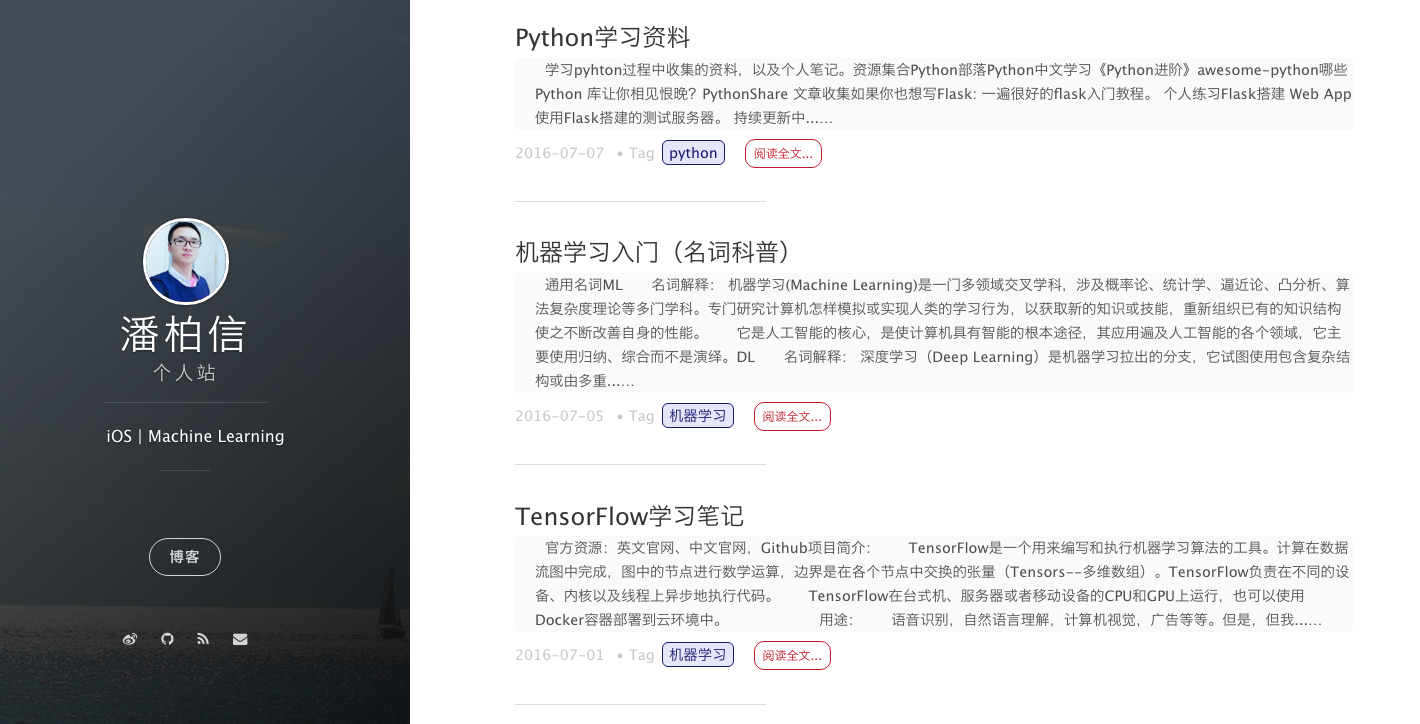 潘柏信
个人站
iOS | Machine Learning
博客
Python学习资料
学习pyhton过程中收集的资料，以及个人笔记。资源集合Python部落Python中文学习《Python进阶》awesome-python哪些
Python 库让你相见恨晚？PythonShare 文章收集如果你也想写Flask: 一遍很好的flask入门教程。 个人练习Flask搭建 Web App
使用Flask搭建的测试服务器。 持续更新中...…
2016-07-07 • Tag python 阅读全文...
机器学习入门（名词科普）
通用名词ML　　名词解释： 机器学习(Machine Learning)是一门多领域交叉学科，涉及概率论、统计学、逼近论、凸分析、算
法复杂度理论等多门学科。专门研究计算机怎样模拟或实现人类的学习行为，以获取新的知识或技能，重新组织已有的知识结构
使之不断改善自身的性能。　　它是人工智能的核心，是使计算机具有智能的根本途径，其应用遍及人工智能的各个领域，它主
要使用归纳、综合而不是演绎。DL　　名词解释： 深度学习（Deep Learning）是机器学习拉出的分支，它试图使用包含复杂结
构或由多重...…
2016-07-05 • Tag 机器学习 阅读全文...
TensorFlow学习笔记
官方资源：英文官网、中文官网，Github项目简介：　　TensorFlow是一个用来编写和执行机器学习算法的工具。计算在数据
流图中完成，图中的节点进行数学运算，边界是在各个节点中交换的张量（Tensors--多维数组）。TensorFlow负责在不同的设
备、内核以及线程上异步地执行代码。　　TensorFlow在台式机、服务器或者移动设备的CPU和GPU上运行，也可以使用
Docker容器部署到云环境中。　　　　　　用途：　　语音识别，自然语言理解，计算机视觉，广告等等。但是，但我...…
2016-07-01 • Tag 机器学习 阅读全文...